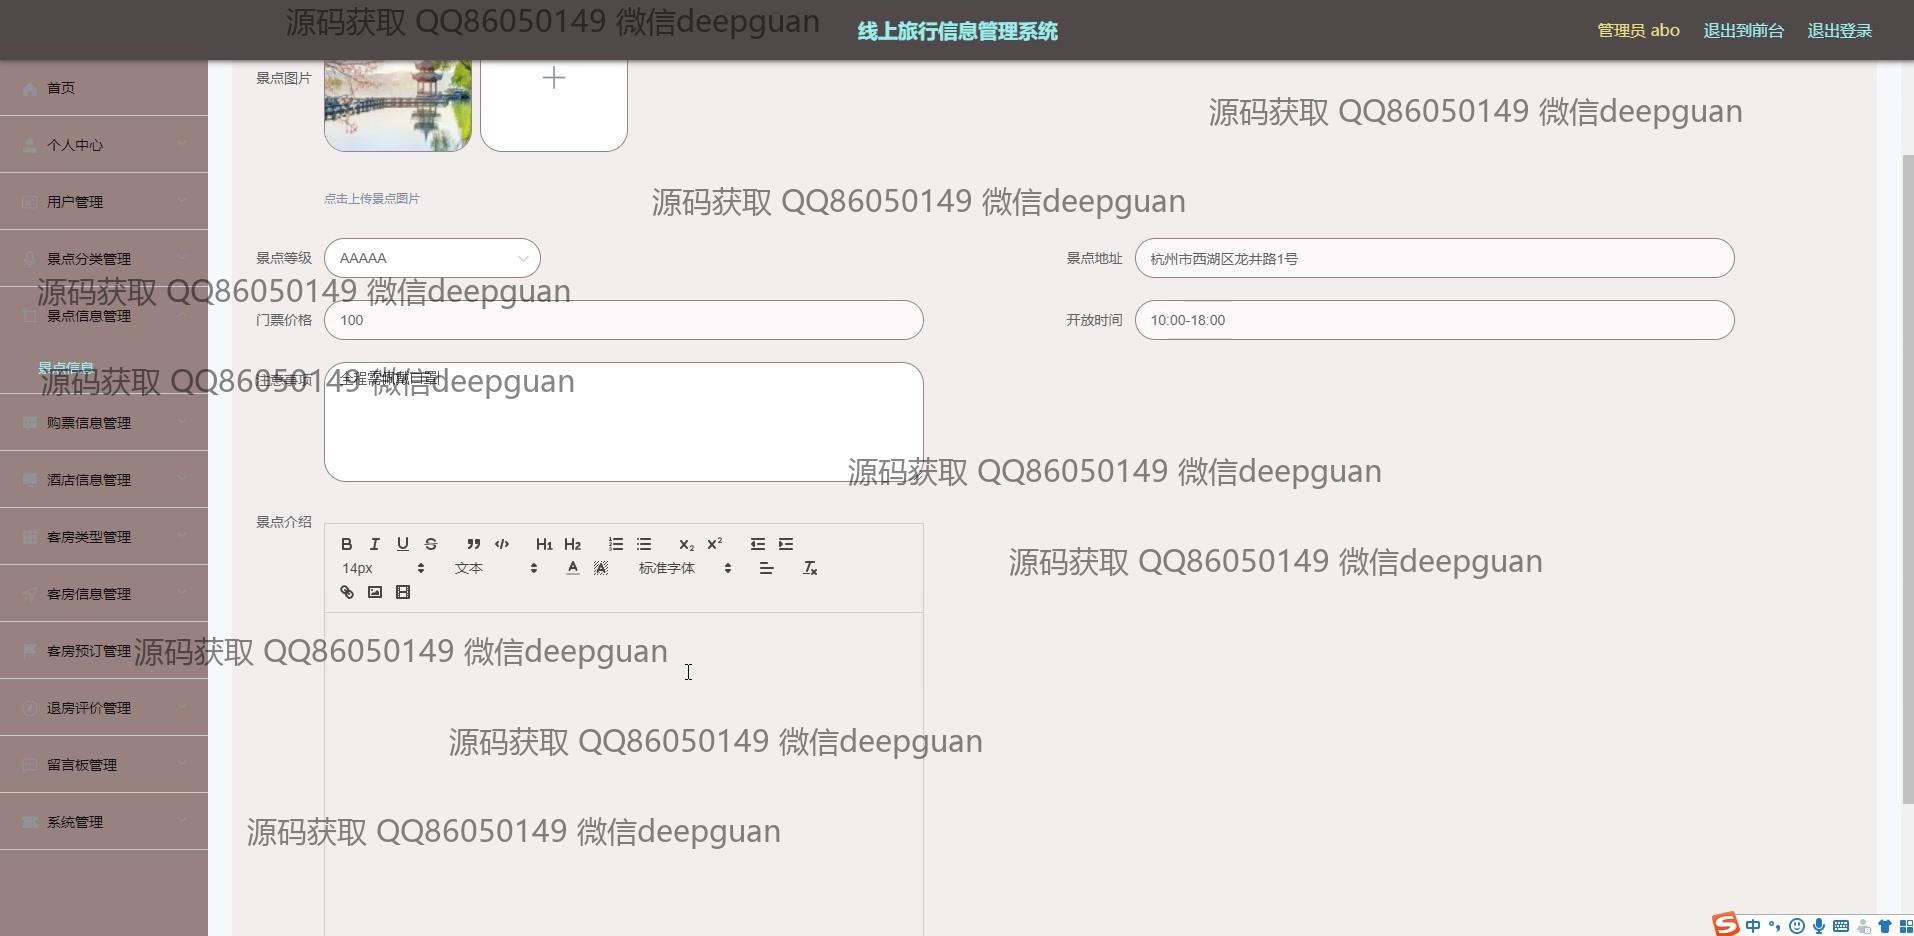 源码获取 QQ86050149 微信deepguan
线上旅行信息管理系统
管理员 abo
退出到前台
退出登录
首页
个人中心
用户管理
景点分类管理
景点信息管理
景点信息
购票信息管理
酒店信息管理
客房类型管理
客房信息管理
客房预订管理
退房评价管理
留言板管理
系统管理
景点图片
源码获取 QQ86050149 微信deepguan
点击上传景点图片
源码获取 QQ86050149 微信deepguan
景点等级
AAAAA
景点地址
杭州市西湖区龙井路1号
源码获取 QQ86050149 微信deepguan
门票价格
100
开放时间
10:00-18:00
注意事项
全程需佩戴口罩
源码获取 QQ86050149 微信deepguan
源码获取 QQ86050149 微信deepguan
景点介绍
B I U S H1 H2 X2 X2
14px
文本
A A
标准字体
Tx
源码获取 QQ86050149 微信deepguan
源码获取 QQ86050149 微信deepguan
源码获取 QQ86050149 微信deepguan
源码获取 QQ86050149 微信deepguan
S中